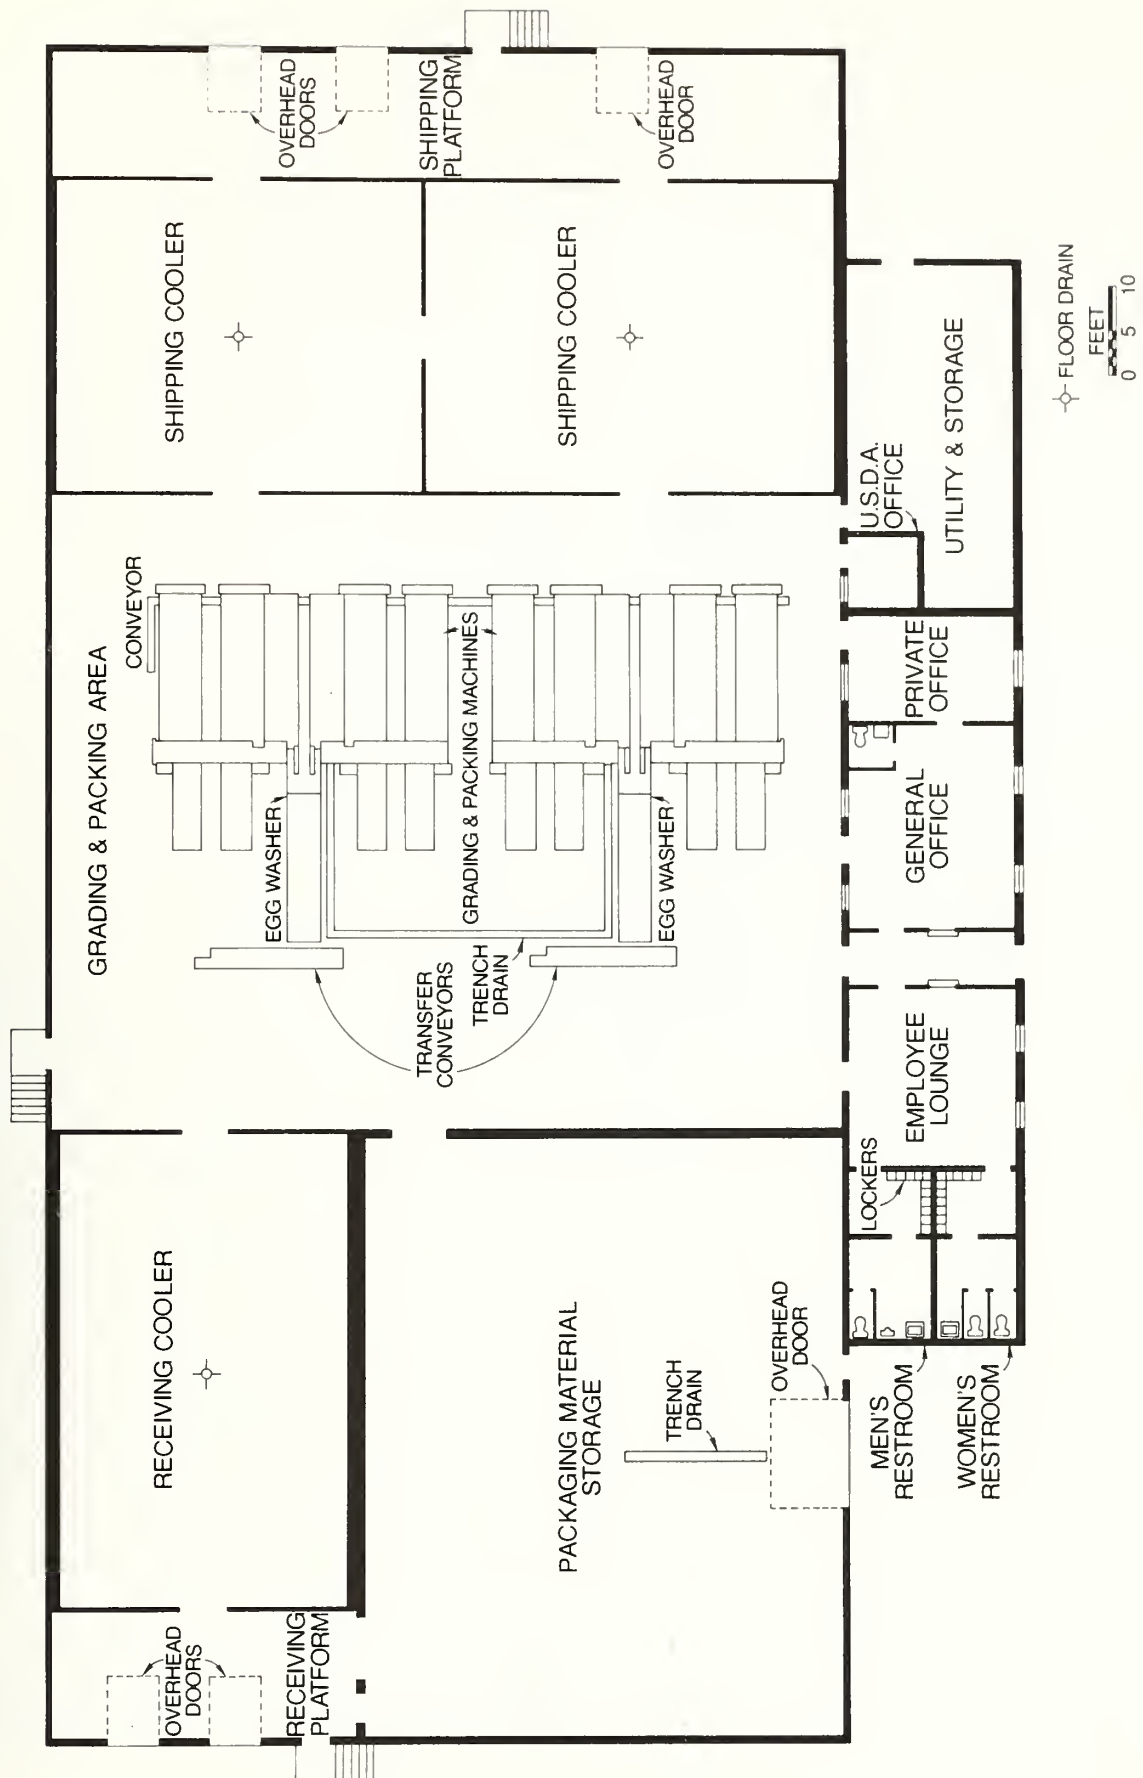 OVERHEAD
DOORS
SHIPPING
PLATFORM
OVERHEAD
DOOR
SHIPPING COOLER
SHIPPING COOLER
U.S.D.A.
OFFICE
UTILITY & STORAGE
FLOOR DRAIN
FEET
0 5 10
CONVEYOR
GRADING & PACKING AREA
GRADING & PACKING MACHINES
EGG WASHER
EGG WASHER
TRENCH
DRAIN
TRANSFER
CONVEYORS
PRIVATE
OFFICE
GENERAL
OFFICE
EMPLOYEE
LOUNGE
LOCKERS
RECEIVING COOLER
PACKAGING MATERIAL
STORAGE
TRENCH
DRAIN
OVERHEAD
DOOR
MEN'S
RESTROOM
WOMEN'S
RESTROOM
OVERHEAD
DOORS
RECEIVING
PLATFORM